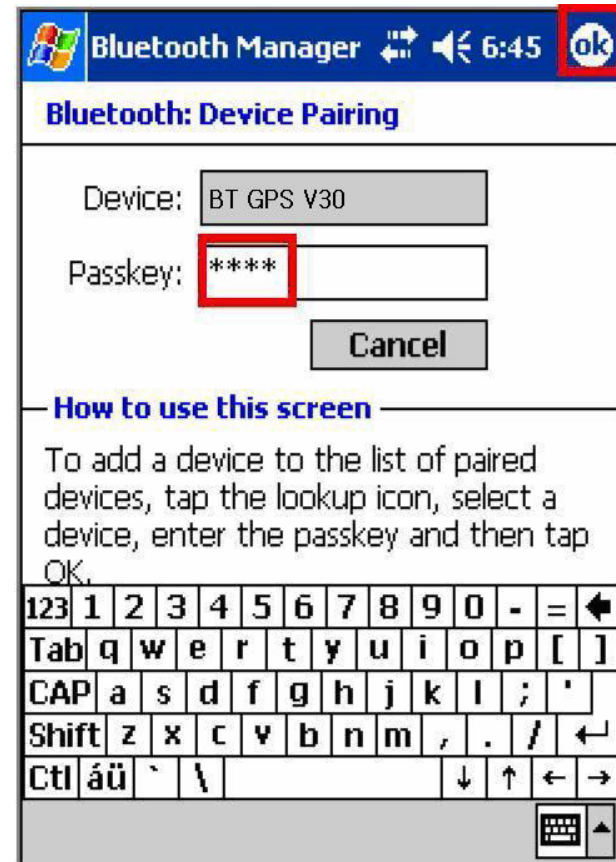 Bluetooth Manager 6:45 ok
Bluetooth: Device Pairing
Device: BT GPS V30
Passkey: ****
Cancel
How to use this screen
To add a device to the list of paired
devices, tap the lookup icon, select a
device, enter the passkey and then tap
OK.
123 1 2 3 4 5 6 7 8 9 0 - =
Tab q w e r t y u i o p [ ]
CAP a s d f g h j k l ; '
Shift z x c v b n m , . /
Ctl áü ` \